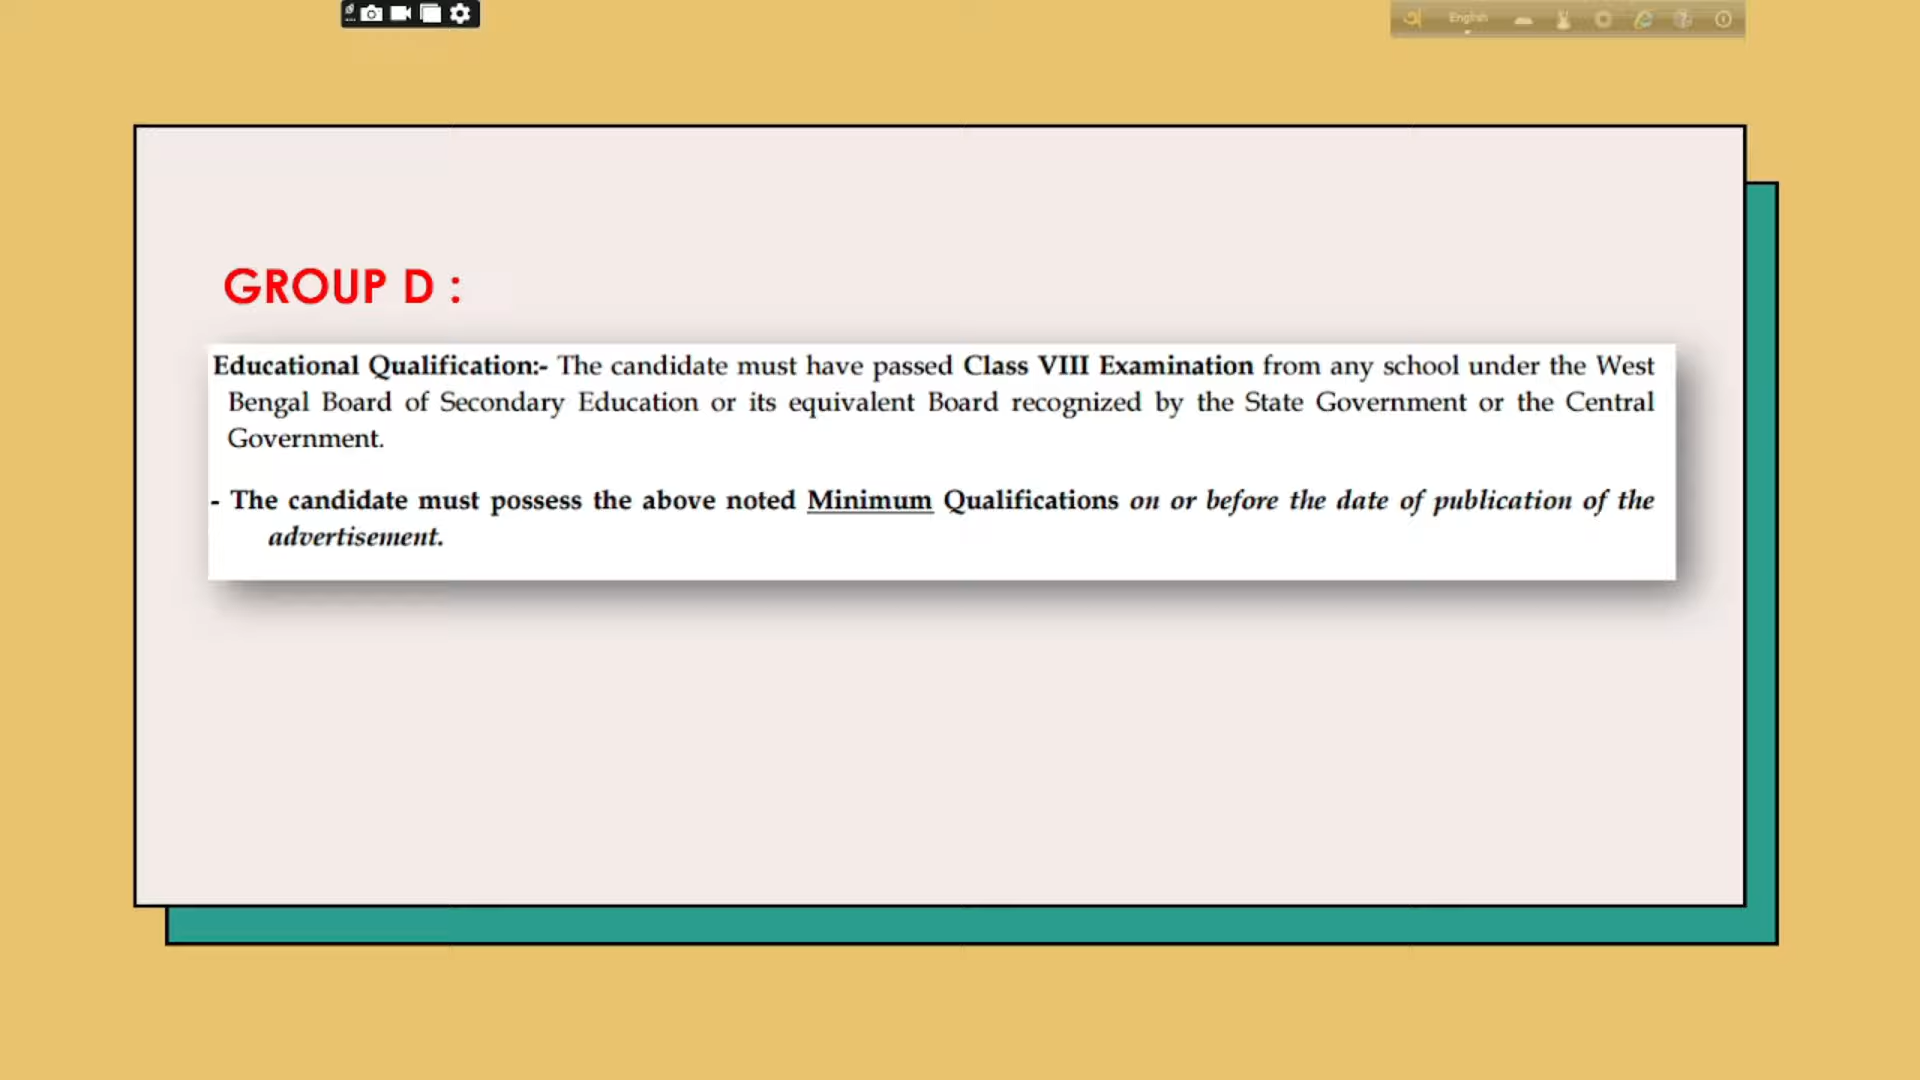 English
GROUP D :
Educational Qualification:- The candidate must have passed Class VIII Examination from any school under the West
Bengal Board of Secondary Education or its equivalent Board recognized by the State Government or the Central
Government.
- The candidate must possess the above noted Minimum Qualifications on or before the date of publication of the
advertisement.